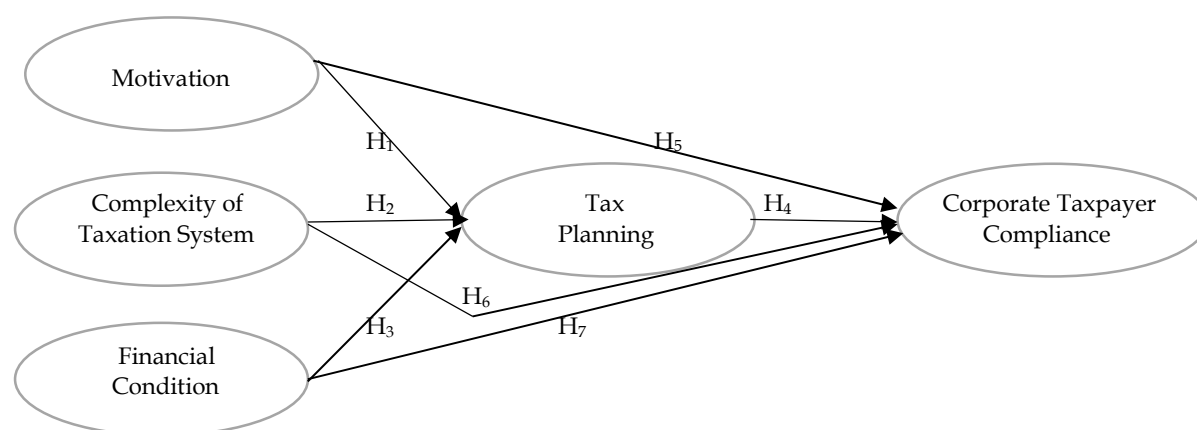 Motivation
H₁
H₅
Complexity of
Taxation System
H₂
Tax
Planning
H₄
Corporate Taxpayer
Compliance
H₆
H₃
H₇
Financial
Condition